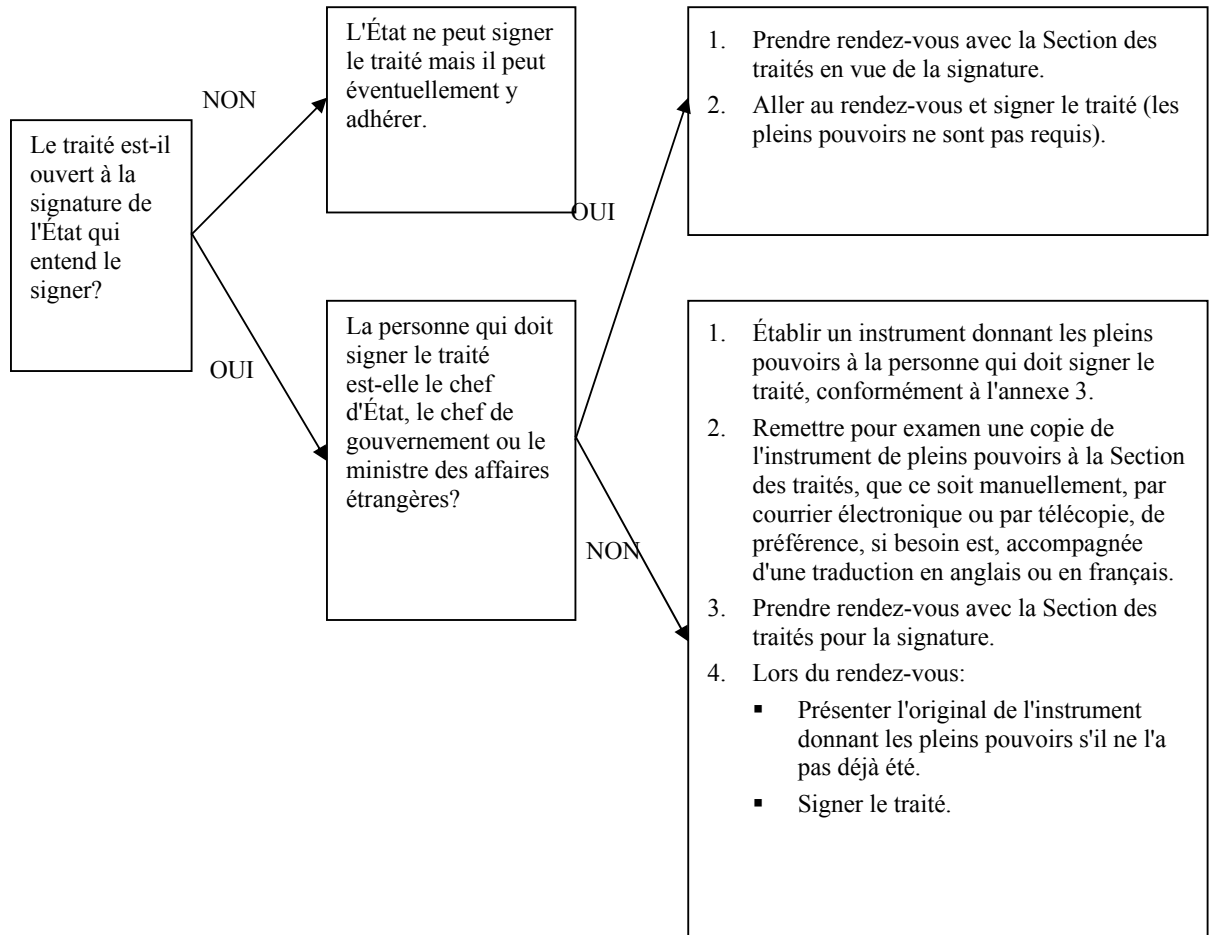 Le traité est-il
ouvert à la
signature de
l'État qui
entend le
signer?
NON
L'État ne peut signer
le traité mais il peut
éventuellement y
adhérer.
OUI
La personne qui doit
signer le traité
est-elle le chef
d'État, le chef de
gouvernement ou le
ministre des affaires
étrangères?
OUI
1. Prendre rendez-vous avec la Section des
traités en vue de la signature.
2. Aller au rendez-vous et signer le traité (les
pleins pouvoirs ne sont pas requis).
NON
1. Établir un instrument donnant les pleins
pouvoirs à la personne qui doit signer le
traité, conformément à l'annexe 3.
2. Remettre pour examen une copie de
l'instrument de pleins pouvoirs à la Section
des traités, que ce soit manuellement, par
courrier électronique ou par télécopie, de
préférence, si besoin est, accompagnée
d'une traduction en anglais ou en français.
3. Prendre rendez-vous avec la Section des
traités pour la signature.
4. Lors du rendez-vous:
▪ Présenter l'original de l'instrument
donnant les pleins pouvoirs s'il ne l'a
pas déjà été.
▪ Signer le traité.